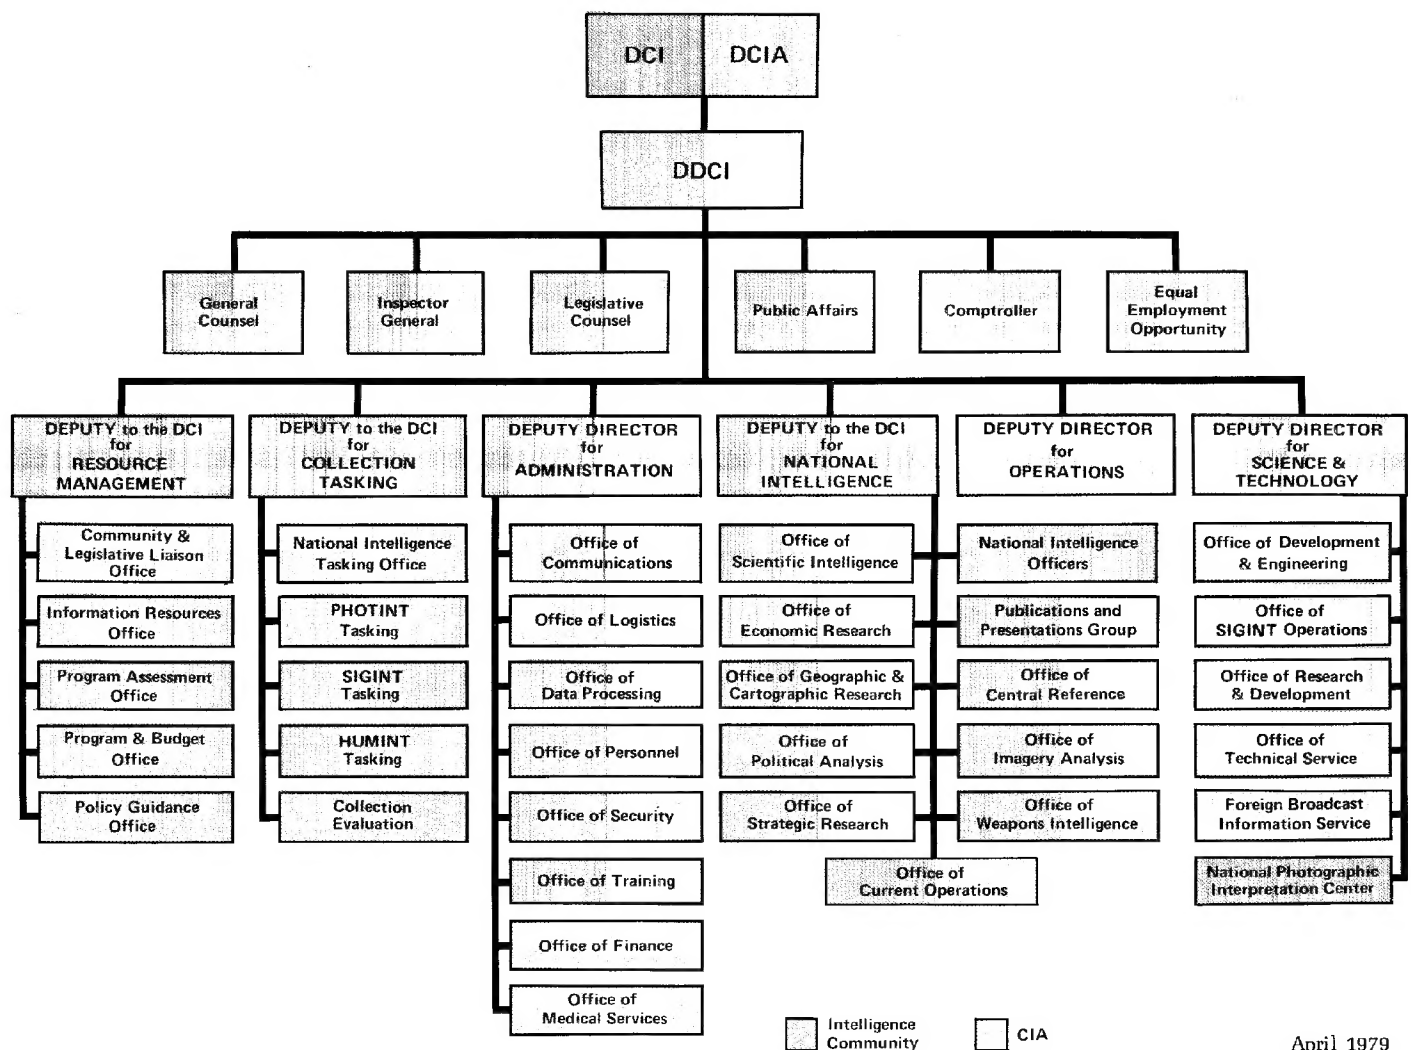 DCI
DCIA
DDCI
General
Counsel
Inspector
General
Legislative
Counsel
Public Affairs
Comptroller
Equal
Employment
Opportunity
DEPUTY to the DCI
for
RESOURCE
MANAGEMENT
DEPUTY to the DCI
for
COLLECTION
TASKING
DEPUTY DIRECTOR
for
ADMINISTRATION
DEPUTY to the DCI
for
NATIONAL
INTELLIGENCE
DEPUTY DIRECTOR
for
OPERATIONS
DEPUTY DIRECTOR
for
SCIENCE &
TECHNOLOGY
Community &
Legislative Liaison
Office
Information Resources
Office
Program Assessment
Office
Program & Budget
Office
Policy Guidance
Office
National Intelligence
Tasking Office
PHOTINT
Tasking
SIGINT
Tasking
HUMINT
Tasking
Collection
Evaluation
Office of
Communications
Office of Logistics
Office of
Data Processing
Office of Personnel
Office of Security
Office of Training
Office of Finance
Office of
Medical Services
Office of
Scientific Intelligence
Office of
Economic Research
Office of Geographic &
Cartographic Research
Office of
Political Analysis
Office of
Strategic Research
National Intelligence
Officers
Publications and
Presentations Group
Office of
Central Reference
Office of
Imagery Analysis
Office of
Weapons Intelligence
Office of
Current Operations
Office of Development
& Engineering
Office of
SIGINT Operations
Office of Research
& Development
Office of
Technical Service
Foreign Broadcast
Information Service
National Photographic
Interpretation Center
Intelligence
Community
CIA
April 1979